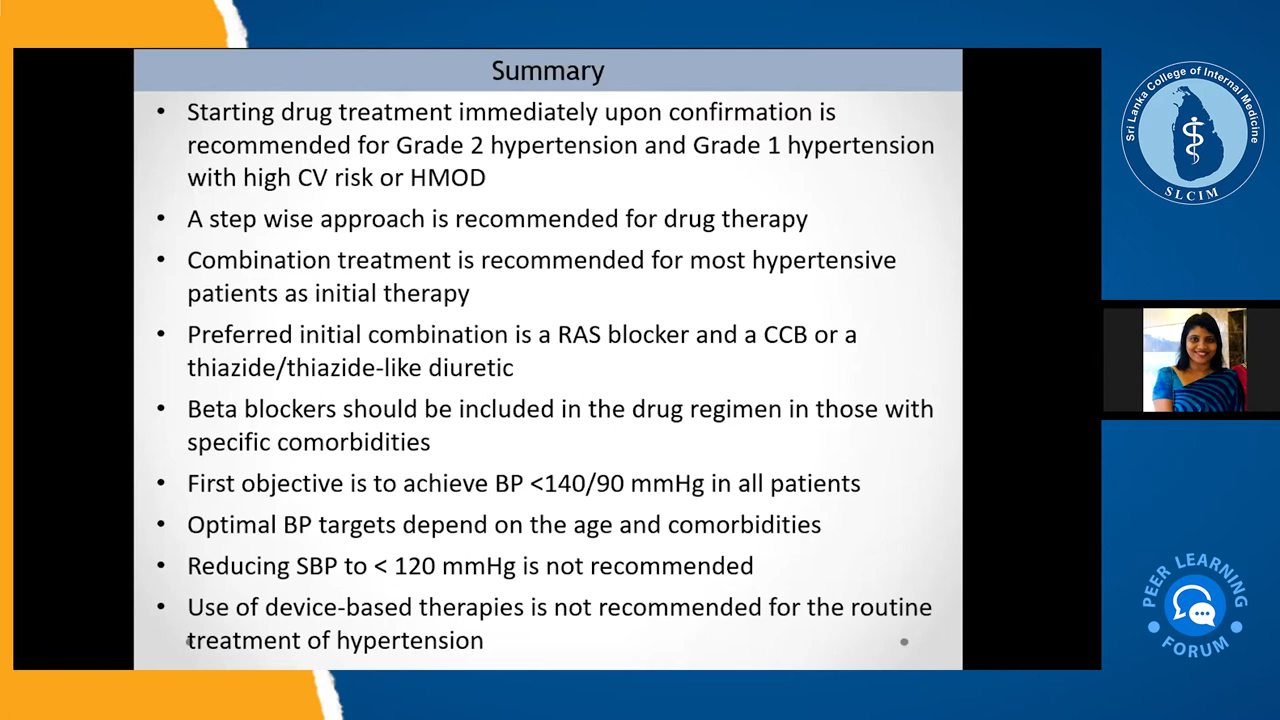 Summary
• Starting drug treatment immediately upon confirmation is
recommended for Grade 2 hypertension and Grade 1 hypertension
with high CV risk or HMOD
• A step wise approach is recommended for drug therapy
• Combination treatment is recommended for most hypertensive
patients as initial therapy
• Preferred initial combination is a RAS blocker and a CCB or a
thiazide/thiazide-like diuretic
• Beta blockers should be included in the drug regimen in those with
specific comorbidities
• First objective is to achieve BP <140/90 mmHg in all patients
• Optimal BP targets depend on the age and comorbidities
• Reducing SBP to < 120 mmHg is not recommended
• Use of device-based therapies is not recommended for the routine
treatment of hypertension
Sri Lanka College of Internal Medicine
SLCIM
PEER LEARNING
FORUM